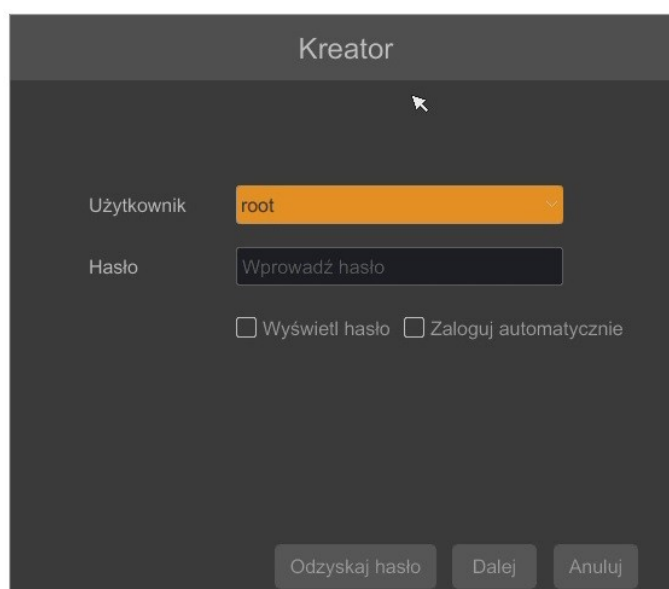 Kreator
Użytkownik root
Hasło Wprowadź hasło
Wyświetl hasło Zaloguj automatycznie
Odzyskaj hasło Dalej Anuluj